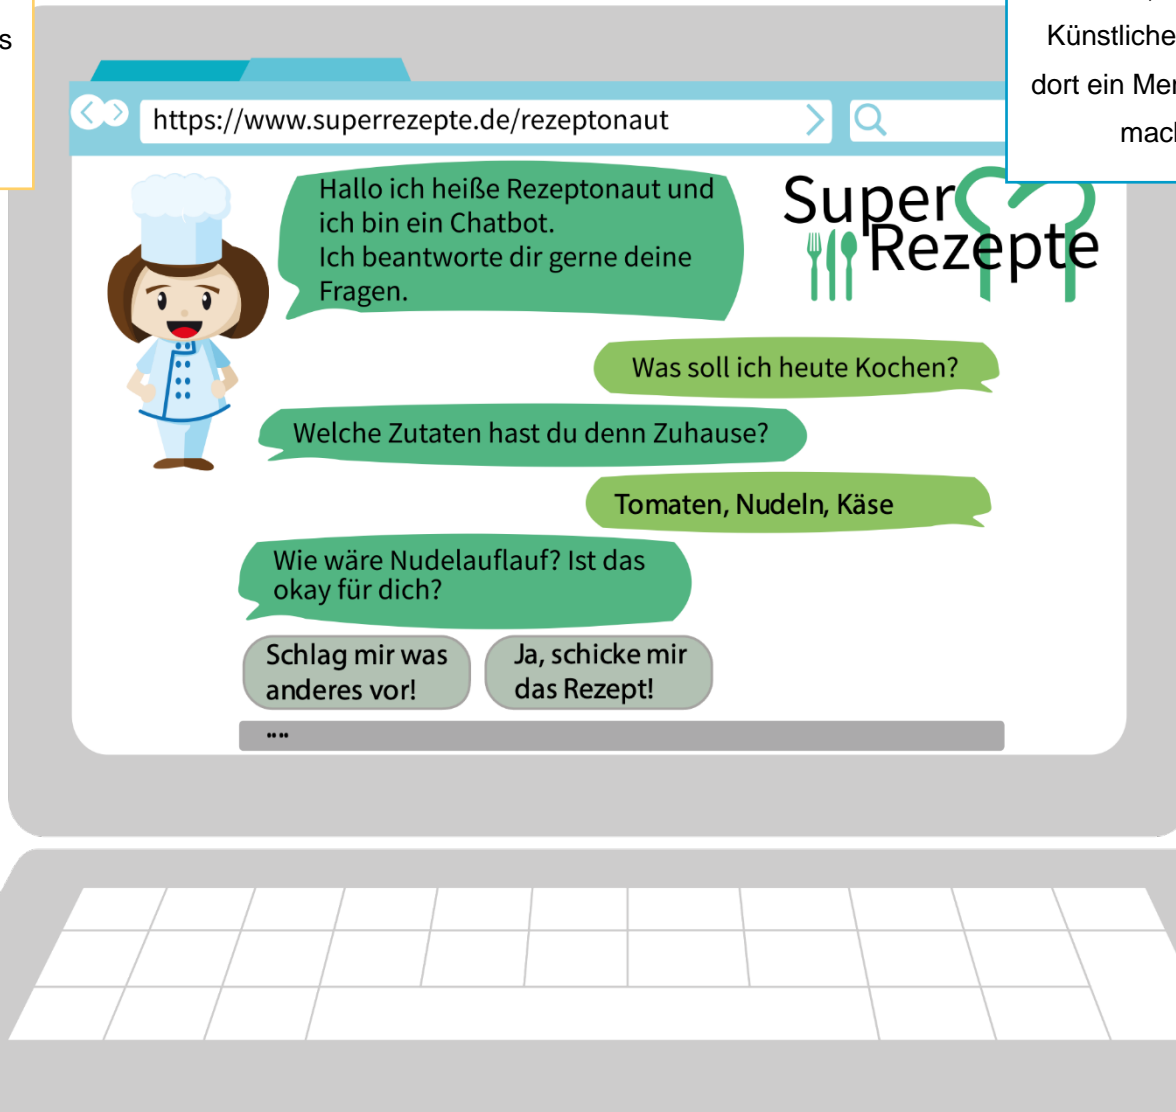 s
Künstliche
dort ein
https://www.superrezepte.de/rezeptonaut
Hallo ich heiße Rezeptonaut und
ich bin ein Chatbot.
Ich beantworte dir gerne deine
Fragen.
Super
Rezepte
Was soll ich heute Kochen?
Welche Zutaten hast du denn Zuhause?
Tomaten, Nudeln, Käse
Wie wäre Nudelauflauf? Ist das
okay für dich?
Schlag mir was
anderes vor!
Ja, schicke mir
das Rezept!
....